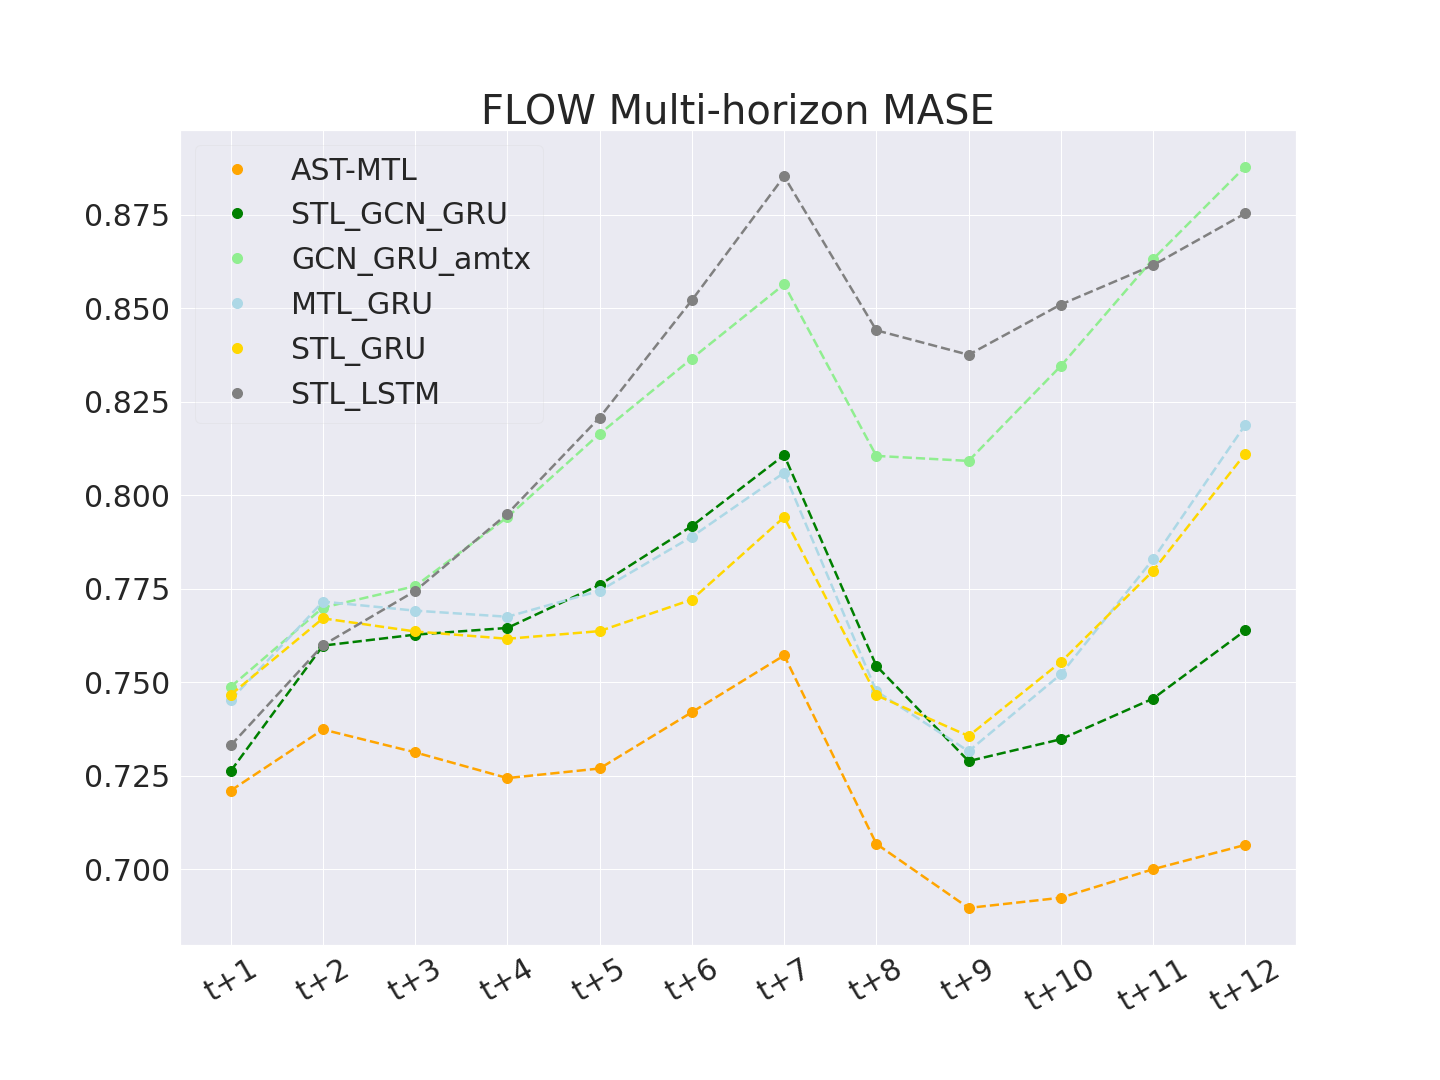 FLOW Multi-horizon MASE
AST-MTL
STL_GCN_GRU
GCN_GRU_amtx
MTL_GRU
STL_GRU
STL_LSTM
0.875
0.850
0.825
0.800
0.775
0.750
0.725
0.700
t+1
t+2
t+3
t+4
t+5
t+6
t+7
t+8
t+9
t+10
t+11
t+12